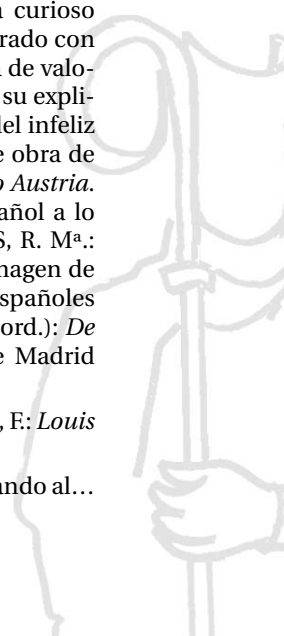 curioso
rado con
de valo-
su expli-
del infeliz
obra de
o Austria.
añol a lo
S, R. Mª.:
magen de
spañoles
ord.): De
e Madrid
, F.: Louis
ando al…